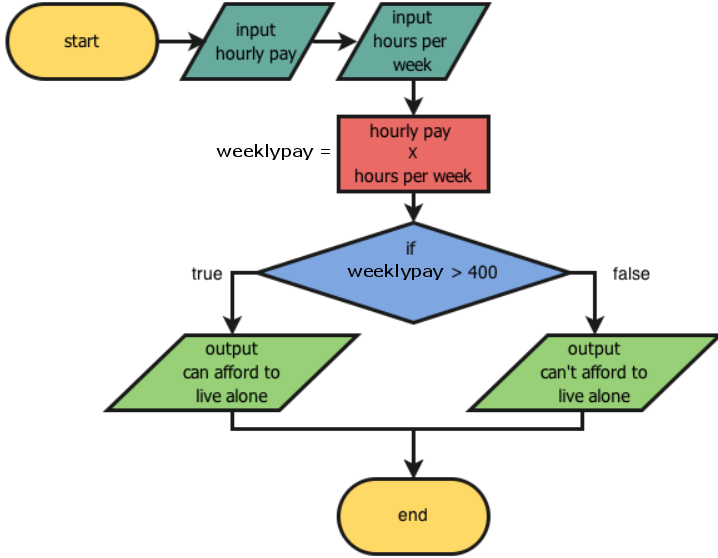 start
input
hourly pay
input
hours per
week
weeklypay =
hourly pay
X
hours per week
if
weeklypay > 400
true
false
output
can afford to
live alone
output
can't afford to
live alone
end